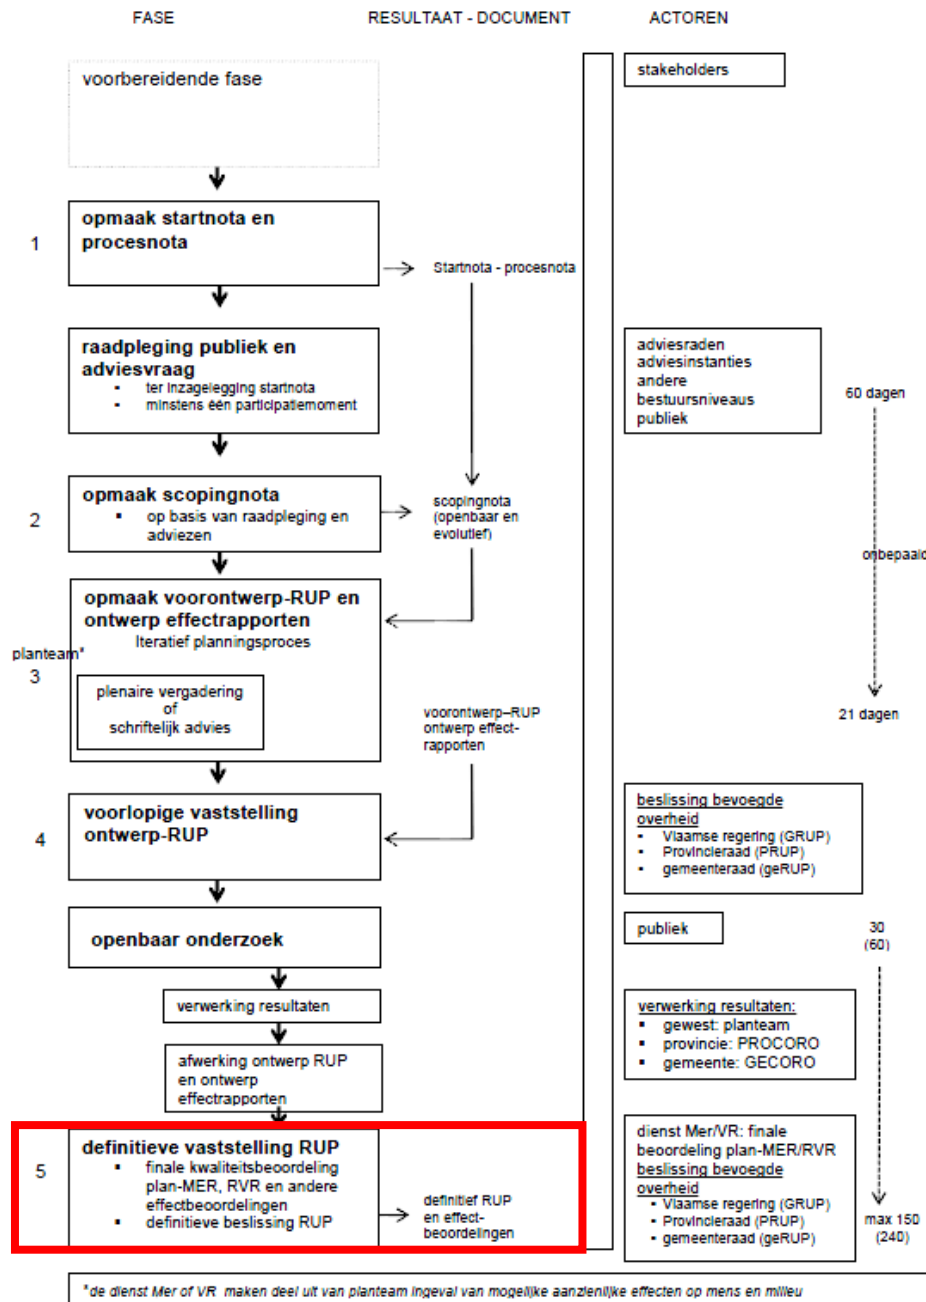 FASE RESULTAAT - DOCUMENT ACTOREN
voorbereidende fase
stakeholders
1
opmaak startnota en
procesnota
Startnota - procesnota
raadpleging publiek en
adviesvraag
▪ ter inzagelegging startnota
▪ minstens één participatiemoment
adviesraden
adviesinstanties
andere
bestuursniveaus
publiek
60 dagen
2
opmaak scopingnota
▪ op basis van raadpleging en
adviezen
scopingnota
(openbaar en
evolutief)
onbepaald
opmaak voorontwerp-RUP en
ontwerp effectrapporten
Iteratief planningsproces
planteam*
3
plenaire vergadering
of
schriftelijk advies
voorontwerp–RUP
ontwerp effect-
rapporten
21 dagen
4
voorlopige vaststelling
ontwerp-RUP
beslissing bevoegde
overheid
▪ Vlaamse regering (GRUP)
▪ Provincieraad (PRUP)
▪ gemeenteraad (geRUP)
openbaar onderzoek
publiek
30
(60)
verwerking resultaten
verwerking resultaten:
▪ gewest: planteam
▪ provincie: PROCORO
▪ gemeente: GECORO
afwerking ontwerp RUP
en ontwerp
effectrapporten
5
definitieve vaststelling RUP
▪ finale kwaliteitsbeoordeling
plan-MER, RVR en andere
effectbeoordelingen
▪ definitieve beslissing RUP
definitief RUP
en effect-
beoordelingen
dienst Mer/VR: finale
beoordeling plan-MER/RVR
beslissing bevoegde
overheid
▪ Vlaamse regering (GRUP)
▪ Provincieraad (PRUP)
▪ gemeenteraad (geRUP)
max 150
(240)
*de dienst Mer of VR maken deel uit van planteam ingeval van mogelijke aanzienlijke effecten op mens en milieu